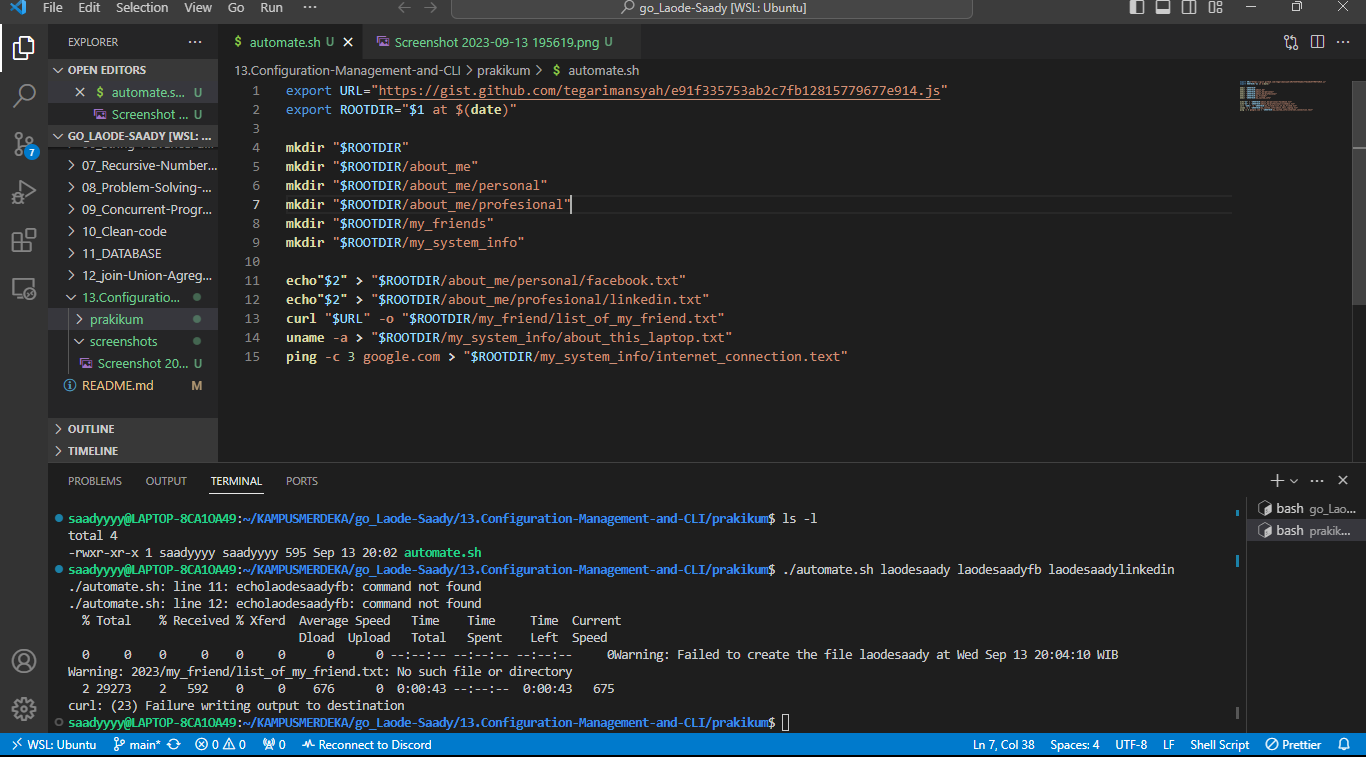 File Edit Selection View Go Run ··· go_Laode-Saady [WSL: Ubuntu]
EXPLORER ···
OPEN EDITORS
$ automate.s... U
Screenshot ... U
GO_LAODE-SAADY [WSL: ...
07_Recursive-Number...
08_Problem-Solving-...
09_Concurrent-Progr...
10_Clean-code
11_DATABASE
12_join-Union-Agreg...
13.Configuratio...
prakikum
screenshots
Screenshot 20... U
README.md M
OUTLINE
TIMELINE
7
$ automate.sh U Screenshot 2023-09-13 195619.png U
13.Configuration-Management-and-CLI > prakikum > $ automate.sh
1 export URL="https://gist.github.com/tegarimansyah/e91f335753ab2c7fb12815779677e914.js"
2 export ROOTDIR="$1 at $(date)"
3
4 mkdir "$ROOTDIR"
5 mkdir "$ROOTDIR/about_me"
6 mkdir "$ROOTDIR/about_me/personal"
7 mkdir "$ROOTDIR/about_me/profesional"
8 mkdir "$ROOTDIR/my_friends"
9 mkdir "$ROOTDIR/my_system_info"
10
11 echo"$2" > "$ROOTDIR/about_me/personal/facebook.txt"
12 echo"$2" > "$ROOTDIR/about_me/profesional/linkedin.txt"
13 curl "$URL" -o "$ROOTDIR/my_friend/list_of_my_friend.txt"
14 uname -a > "$ROOTDIR/my_system_info/about_this_laptop.txt"
15 ping -c 3 google.com > "$ROOTDIR/my_system_info/internet_connection.text"
PROBLEMS OUTPUT TERMINAL PORTS
saadyyyy@LAPTOP-8CA1OA49:~/KAMPUSMERDEKA/go_Laode-Saady/13.Configuration-Management-and-CLI/prakikum$ ls -l
total 4
-rwxr-xr-x 1 saadyyyy saadyyyy 595 Sep 13 20:02 automate.sh
saadyyyy@LAPTOP-8CA1OA49:~/KAMPUSMERDEKA/go_Laode-Saady/13.Configuration-Management-and-CLI/prakikum$ ./automate.sh laodesaady laodesaadyfb laodesaadylinkedin
./automate.sh: line 11: echolaodesaadyfb: command not found
./automate.sh: line 12: echolaodesaadyfb: command not found
% Total % Received % Xferd Average Speed Time Time Time Current
Dload Upload Total Spent Left Speed
0 0 0 0 0 0 0 0 --:--:-- --:--:-- --:--:-- 0Warning: Failed to create the file laodesaady at Wed Sep 13 20:04:10 WIB
Warning: 2023/my_friend/list_of_my_friend.txt: No such file or directory
2 29273 2 592 0 0 676 0 0:00:43 --:--:-- 0:00:43 675
curl: (23) Failure writing output to destination
saadyyyy@LAPTOP-8CA1OA49:~/KAMPUSMERDEKA/go_Laode-Saady/13.Configuration-Management-and-CLI/prakikum$
bash go_Lao...
bash prakik...
WSL: Ubuntu main* 0 0 0 Reconnect to Discord Ln 7, Col 38 Spaces: 4 UTF-8 LF Shell Script Prettier